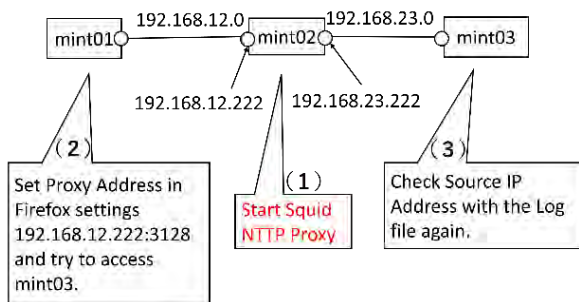 192.168.12.0
192.168.23.0
mint01
mint02
mint03
192.168.12.222
192.168.23.222
(2)
Set Proxy Address in
Firefox settings
192.168.12.222:3128
and try to access
mint03.
(1)
Start Squid
NTTP Proxy
(3)
Check Source IP
Address with the Log
file again.